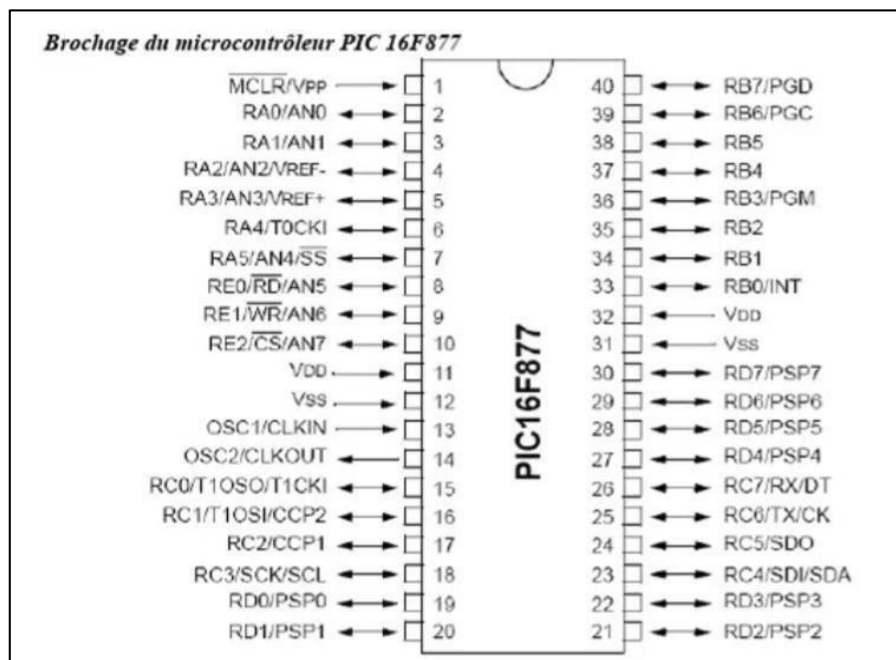 Brochage du microcontrôleur PIC 16F877
MCLR/VPP 1 40 RB7/PGD
RA0/AN0 2 39 RB6/PGC
RA1/AN1 3 38 RB5
RA2/AN2/VREF- 4 37 RB4
RA3/AN3/VREF+ 5 36 RB3/PGM
RA4/T0CKI 6 35 RB2
RA5/AN4/SS 7 34 RB1
RE0/RD/AN5 8 33 RB0/INT
RE1/WR/AN6 9 32 VDD
RE2/CS/AN7 10 31 VSS
VDD 11 30 RD7/PSP7
VSS 12 29 RD6/PSP6
OSC1/CLKIN 13 28 RD5/PSP5
OSC2/CLKOUT 14 27 RD4/PSP4
RC0/T1OSO/T1CKI 15 26 RC7/RX/DT
RC1/T1OSI/CCP2 16 25 RC6/TX/CK
RC2/CCP1 17 24 RC5/SDO
RC3/SCK/SCL 18 23 RC4/SDI/SDA
RD0/PSP0 19 22 RD3/PSP3
RD1/PSP1 20 21 RD2/PSP2
PIC16F877